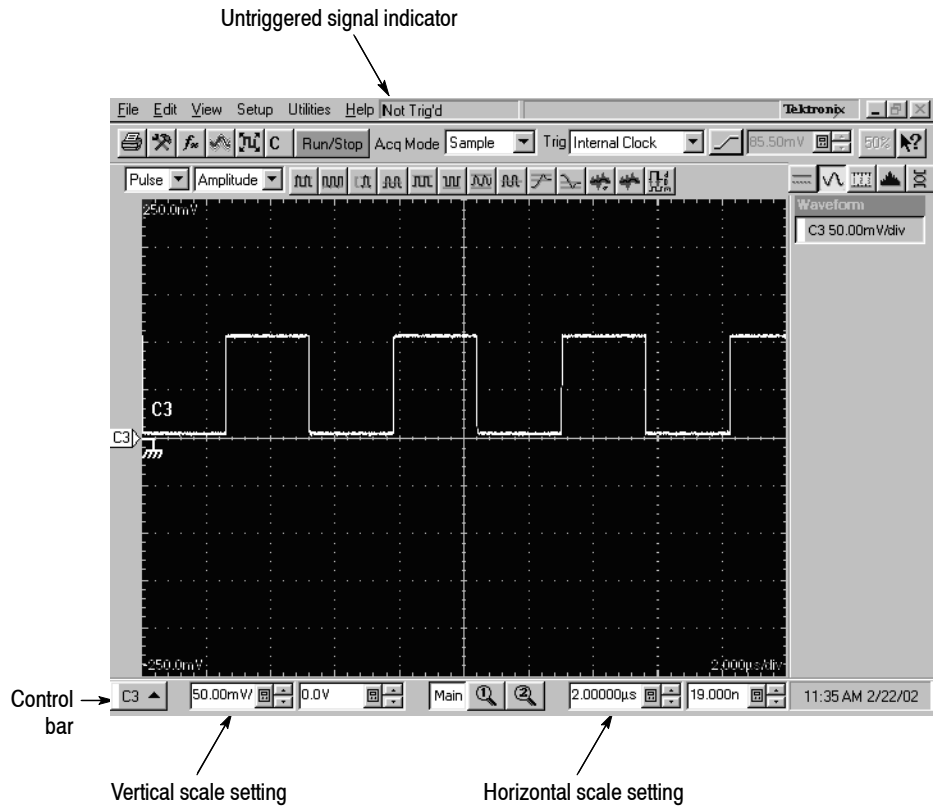 Untriggered signal indicator
File Edit View Setup Utilities Help Not Trig'd Tektronix
C Run/Stop Acq Mode Sample Trig Internal Clock 85.50mV 50%
Pulse Amplitude
Waveform
C3 50.00mV/div
250.0mV
C3
C3
-250.0mV 2.000µs/div
Control bar
C3 50.00mV/ 0.0V Main 1 2 2.00000µs 19.000n 11:35 AM 2/22/02
Vertical scale setting Horizontal scale setting